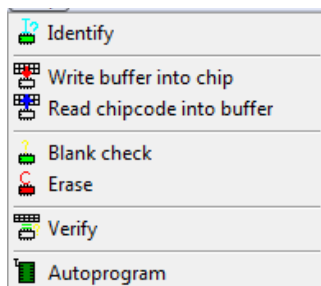 Identify
Write buffer into chip
Read chipcode into buffer
Blank check
Erase
Verify
Autoprogram